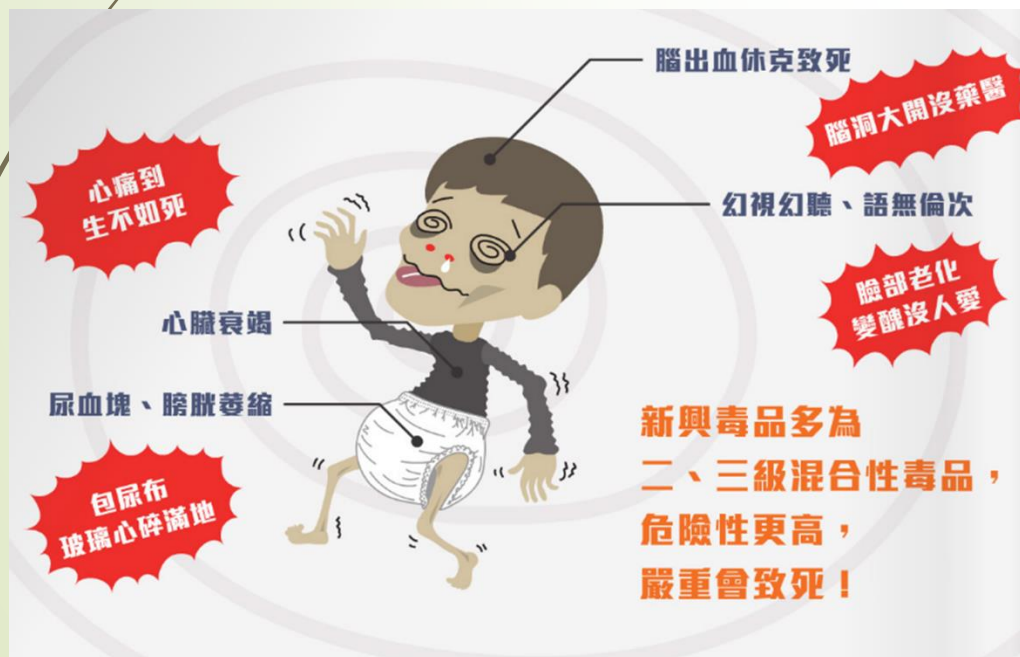 腦出血休克致死
腦洞大開沒藥醫
心痛到
生不如死
幻視幻聽、語無倫次
臉部老化
變醜沒人愛
心臟衰竭
尿血塊、膀胱萎縮
包尿布
玻璃心碎滿地
新興毒品多為
二、三級混合性毒品，
危險性更高，
嚴重會致死！